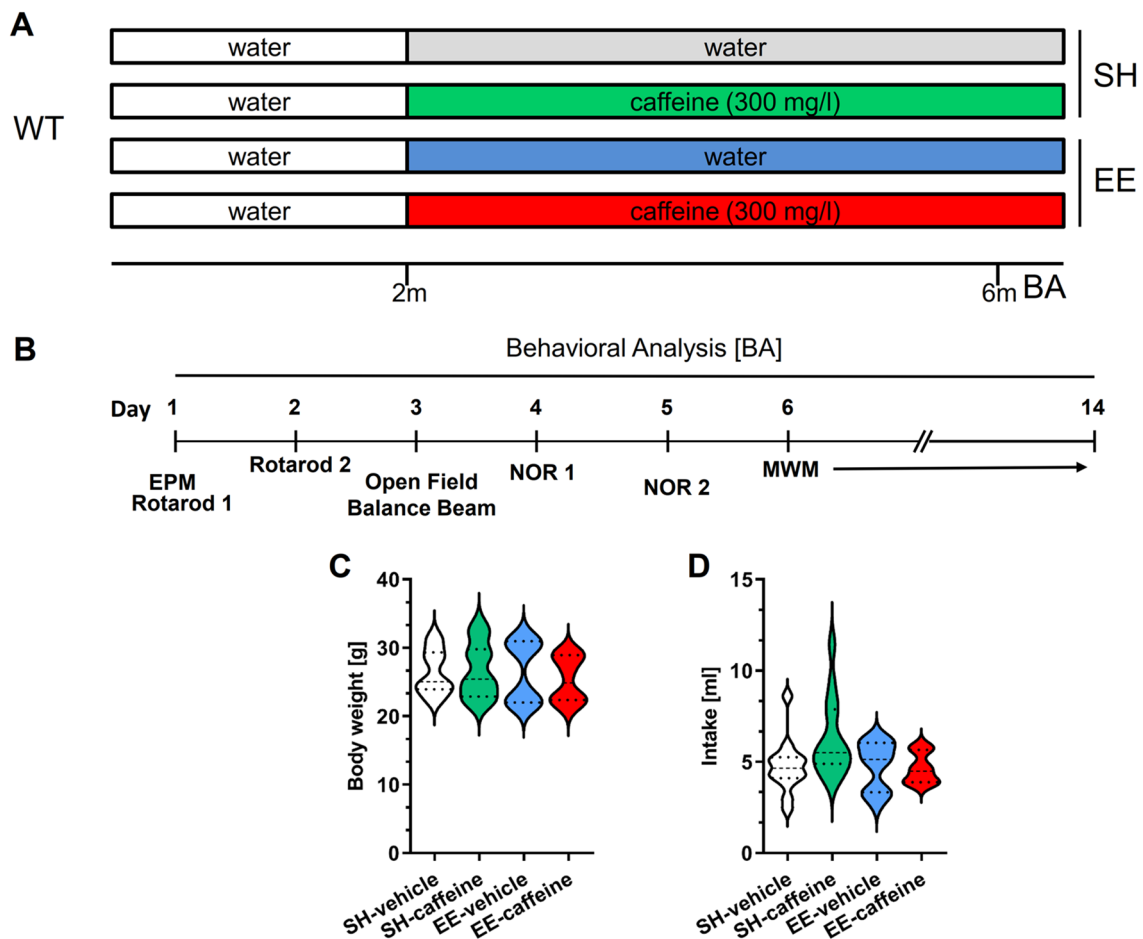 A
water water
water caffeine (300 mg/l)
SH
WT
water water
water caffeine (300 mg/l)
EE
2m 6m BA
B
Behavioral Analysis [BA]
Day 1 2 3 4 5 6 14
EPM
Rotarod 1
Rotarod 2
Open Field
Balance Beam
NOR 1
NOR 2
MWM
C
Body weight [g]
40
30
20
10
0
SH-vehicle
SH-caffeine
EE-vehicle
EE-caffeine
D
Intake [ml]
15
10
5
0
SH-vehicle
SH-caffeine
EE-vehicle
EE-caffeine